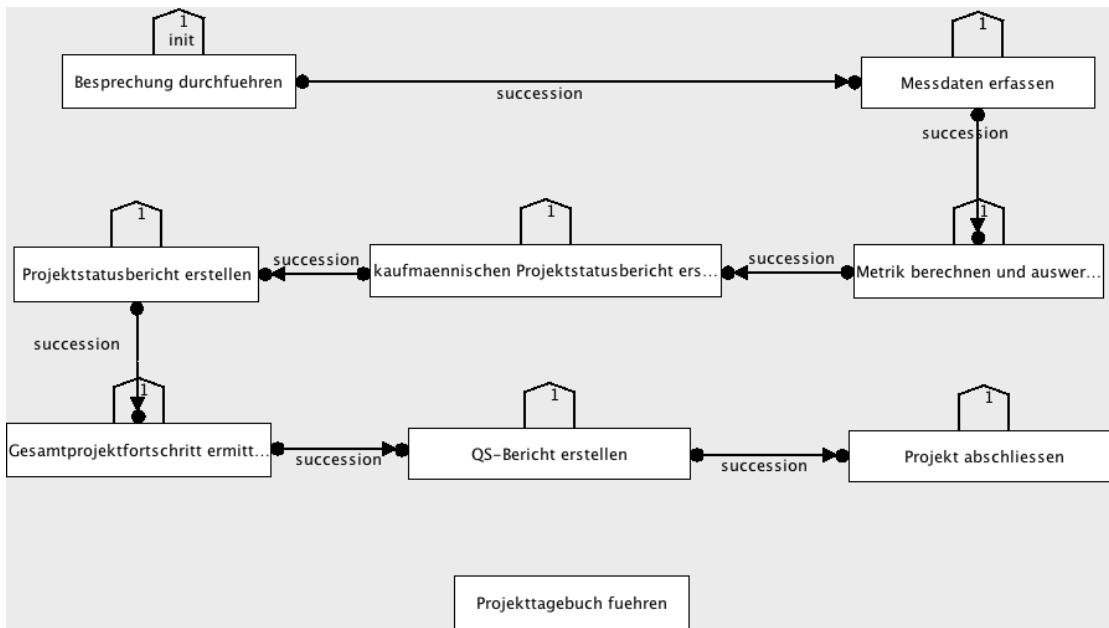 1
init
Besprechung durchfuehren
succession
1
Messdaten erfassen
succession
1
Projektstatusbericht erstellen
succession
1
kaufmaennischen Projektstatusbericht ers...
succession
1
Metrik berechnen und auswer...
succession
1
Gesamtprojektfortschritt ermitt...
succession
1
QS-Bericht erstellen
succession
1
Projekt abschliessen
Projekttagebuch fuehren